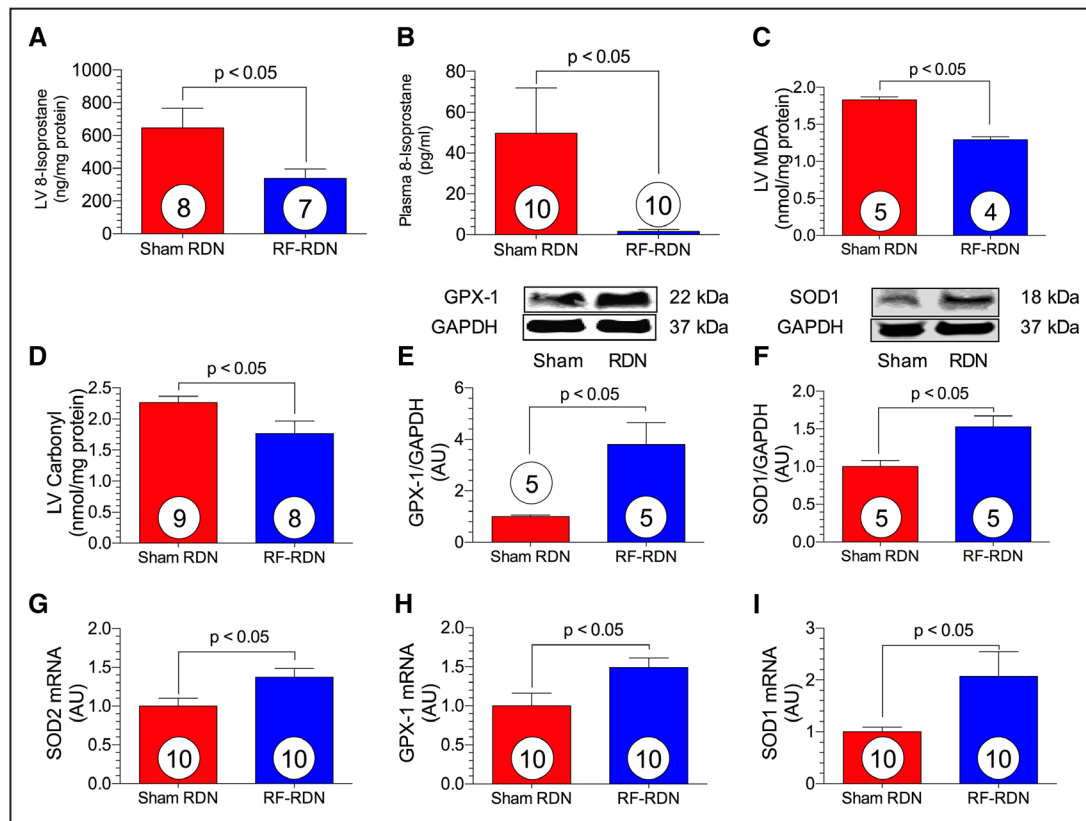 A
LV 8-Isoprostane
(ng/mg protein)
1000
800
600
400
200
0
p < 0.05
8
7
Sham RDN
RF-RDN
B
Plasma 8-Isoprostane
(pg/ml)
80
60
40
20
0
p < 0.05
10
10
Sham RDN
RF-RDN
C
LV MDA
(nmol/mg protein)
2.0
1.5
1.0
0.5
0.0
p < 0.05
5
4
Sham RDN
RF-RDN
GPX-1
22 kDa
GAPDH
37 kDa
Sham RDN
SOD1
18 kDa
GAPDH
37 kDa
Sham RDN
D
LV Carbonyl
(nmol/mg protein)
2.5
2.0
1.5
1.0
0.5
0.0
p < 0.05
9
8
Sham RDN
RF-RDN
E
GPX-1/GAPDH
(AU)
6
4
2
0
p < 0.05
5
5
Sham RDN
RF-RDN
F
SOD1/GAPDH
(AU)
2.0
1.5
1.0
0.5
0.0
p < 0.05
5
5
Sham RDN
RF-RDN
G
SOD2 mRNA
(AU)
2.0
1.5
1.0
0.5
0.0
p < 0.05
10
10
Sham RDN
RF-RDN
H
GPX-1 mRNA
(AU)
2.0
1.5
1.0
0.5
0.0
p < 0.05
10
10
Sham RDN
RF-RDN
I
SOD1 mRNA
(AU)
3
2
1
0
p < 0.05
10
10
Sham RDN
RF-RDN